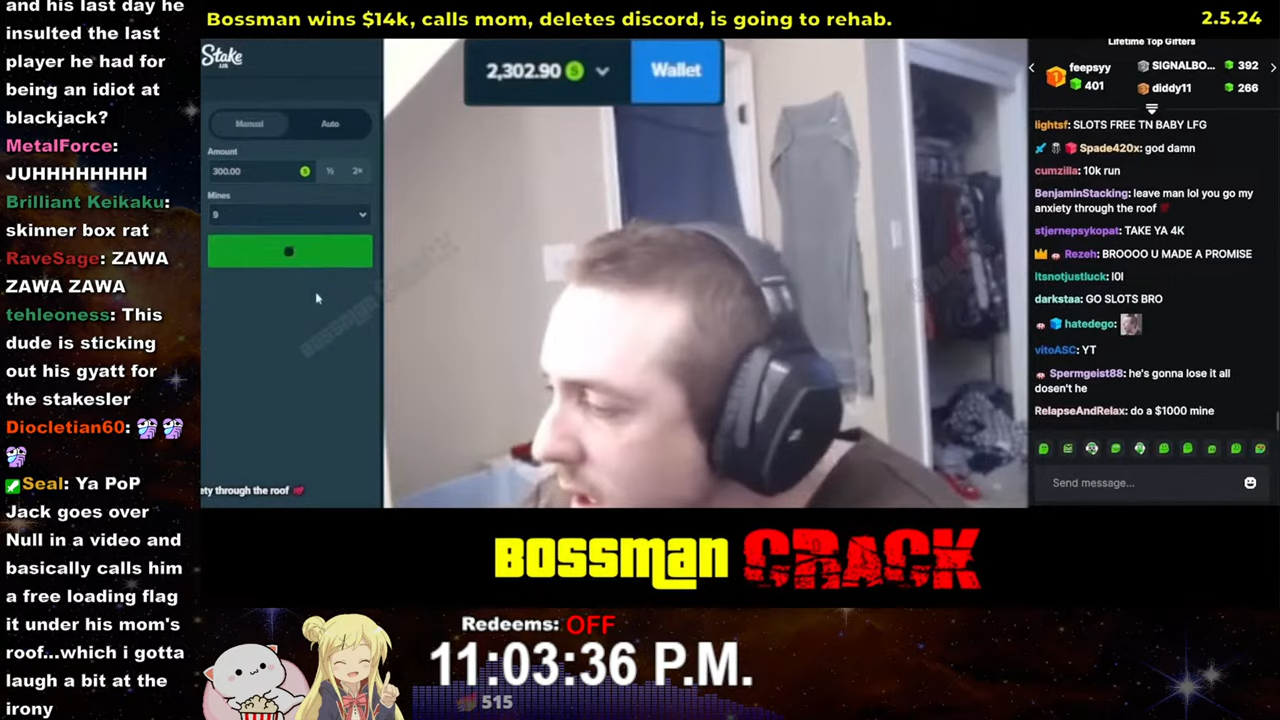 Bossman wins $14k, calls mom, deletes discord, is going to rehab.
2.5.24
and his last day he
insulted the last
player he had for
being an idiot at
blackjack?
MetalForce:
JUHHHHHHHH
Brilliant Keikaku:
skinner box rat
RaveSage: ZAWA
ZAWA ZAWA
tehleoness: This
dude is sticking
out his gyatt for
the stakesler
Diocletian60:
Seal: Ya PoP
Jack goes over
Null in a video and
basically calls him
a free loading flag
it under his mom's
roof...which i gotta
laugh a bit at the
irony
Stake
.US
Manual
Auto
Amount
300.00
½
2×
Mines
9
2,302.90
Wallet
ety through the roof
Lifetime Top Gifters
feepsyy
401
SIGNALBO... 392
diddy11 266
lightsf: SLOTS FREE TN BABY LFG
Spade420x: god damn
cumzilla: 10k run
BenjaminStacking: leave man lol you go my
anxiety through the roof
stjernepsykopat: TAKE YA 4K
Rezeh: BROOOO U MADE A PROMISE
Itsnotjustluck: lOl
darkstaa: GO SLOTS BRO
hatedego:
vitoASC: YT
Spermgeist88: he's gonna lose it all
dosen't he
RelapseAndRelax: do a $1000 mine
Send message...
BOSSMAN CRACK
Redeems: OFF
11:03:36 P.M.
515